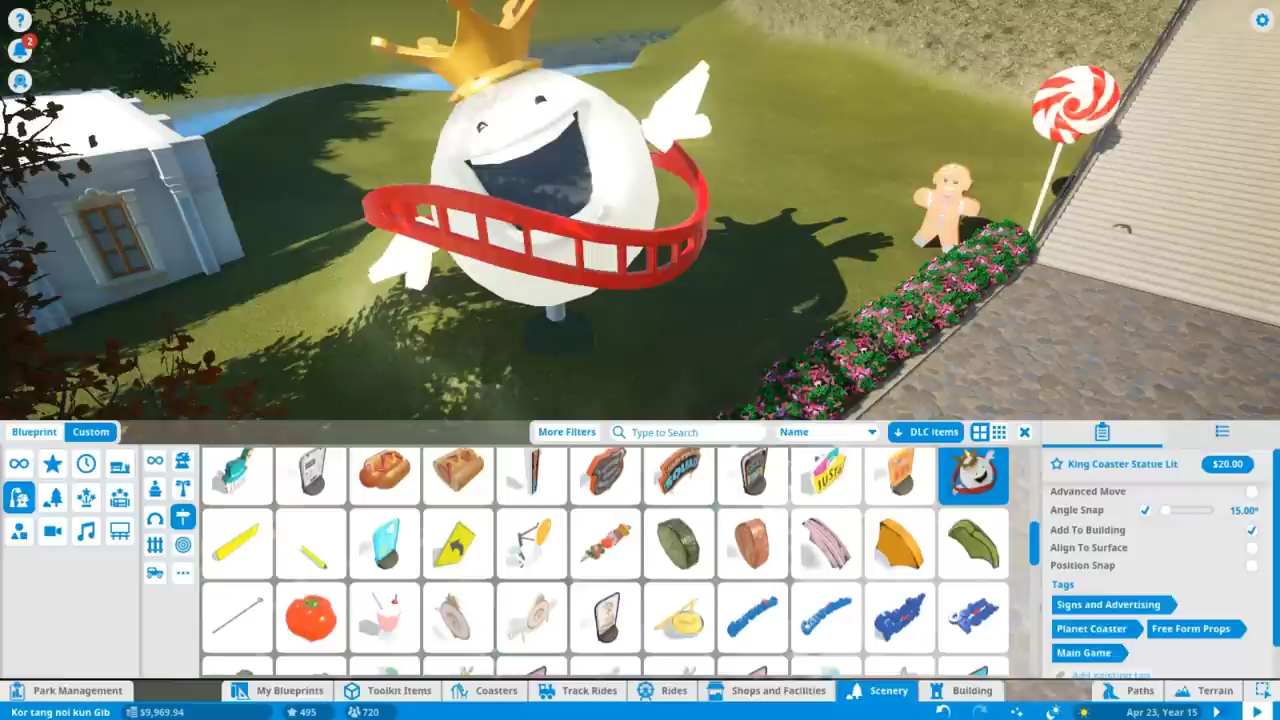 ?
2
Blueprint
Custom
More Filters
Type to Search
Name
DLC Items
King Coaster Statue Lit
$20.00
Advanced Move
Angle Snap
15.00°
Add To Building
Align To Surface
Position Snap
Tags
Signs and Advertising
Planet Coaster
Free Form Props
Main Game
Park Management
My Blueprints
Toolkit Items
Coasters
Track Rides
Rides
Shops and Facilities
Scenery
Building
Paths
Terrain
Kor tang noi kun Gib
$9,969.94
495
720
Apr 23, Year 15